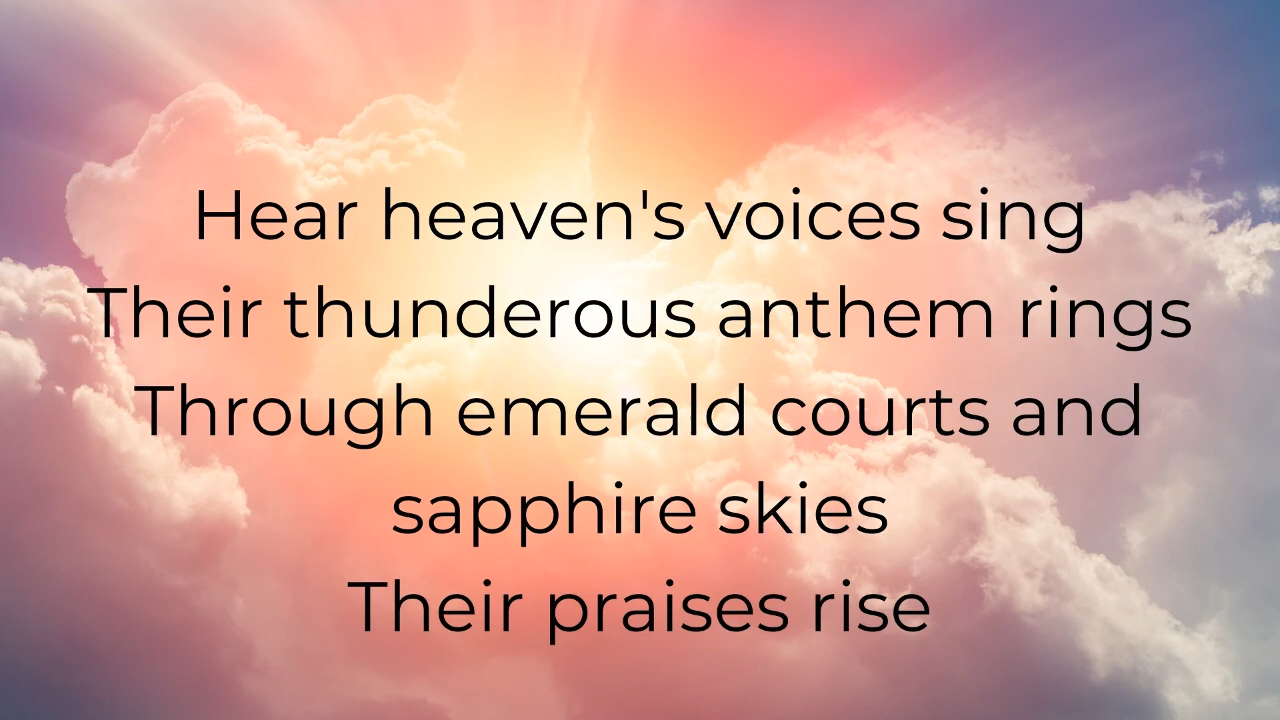 Hear heaven's voices sing
Their thunderous anthem rings
Through emerald courts and
sapphire skies
Their praises rise